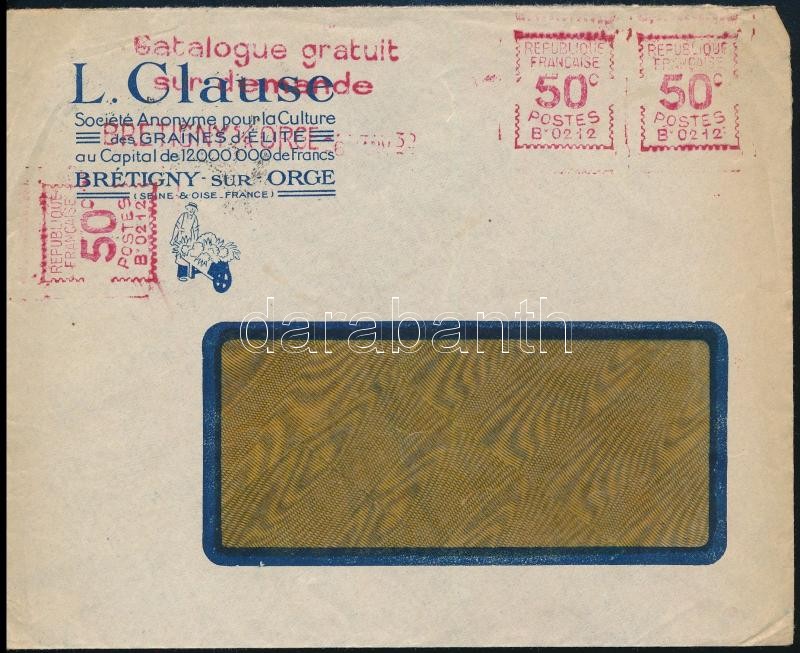 Catalogue gratuit
sur demande
L. Clause
Société Anonyme pour la Culture
des GRAINES d'ÉLITE
au Capital de 12.000.000 de Francs
BRÉTIGNY - SUR - ORGE
(SEINE & OISE - FRANCE)
REPUBLIQUE
FRANÇAISE
50c
POSTES
B 0212
REPUBLIQUE
FRANÇAISE
50c
POSTES
B 0212
REPUBLIQUE
FRANÇAISE
50c
POSTES
B 0212
darabanth